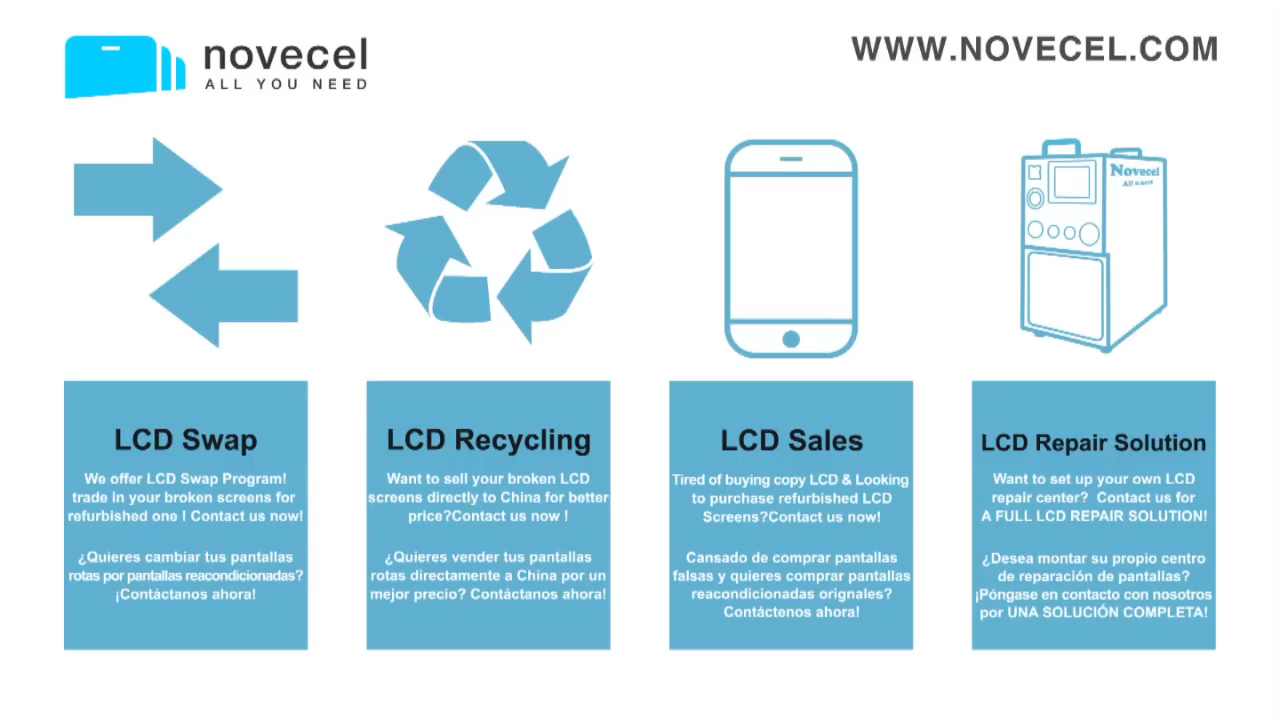 novecel
ALL YOU NEED
WWW.NOVECEL.COM
Novecel
LCD Swap
We offer LCD Swap Program!
trade in your broken screens for
refurbished one ! Contact us now!
¿Quieres cambiar tus pantallas
rotas por pantallas reacondicionadas?
¡Contáctanos ahora!
LCD Recycling
Want to sell your broken LCD
screens directly to China for better
price?Contact us now !
¿Quieres vender tus pantallas
rotas directamente a China por un
mejor precio? Contáctanos ahora!
LCD Sales
Tired of buying copy LCD & Looking
to purchase refurbished LCD
Screens?Contact us now!
Cansado de comprar pantallas
falsas y quieres comprar pantallas
reacondicionadas orignales?
Contáctenos ahora!
LCD Repair Solution
Want to set up your own LCD
repair center? Contact us for
A FULL LCD REPAIR SOLUTION!
¿Desea montar su propio centro
de reparación de pantallas?
¡Póngase en contacto con nosotros
por UNA SOLUCIÓN COMPLETA!